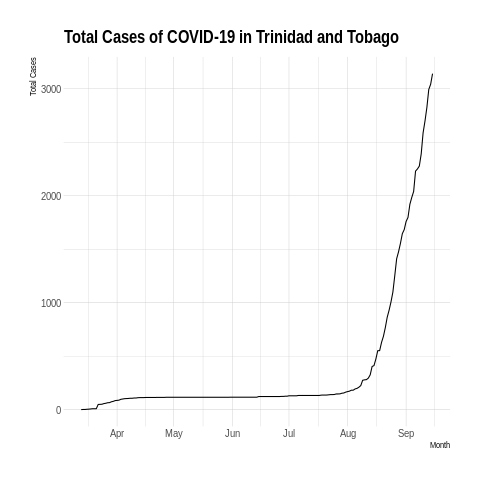 Total Cases of COVID-19 in Trinidad and Tobago
Total Cases
3000
2000
1000
0
Apr May Jun Jul Aug Sep
Month